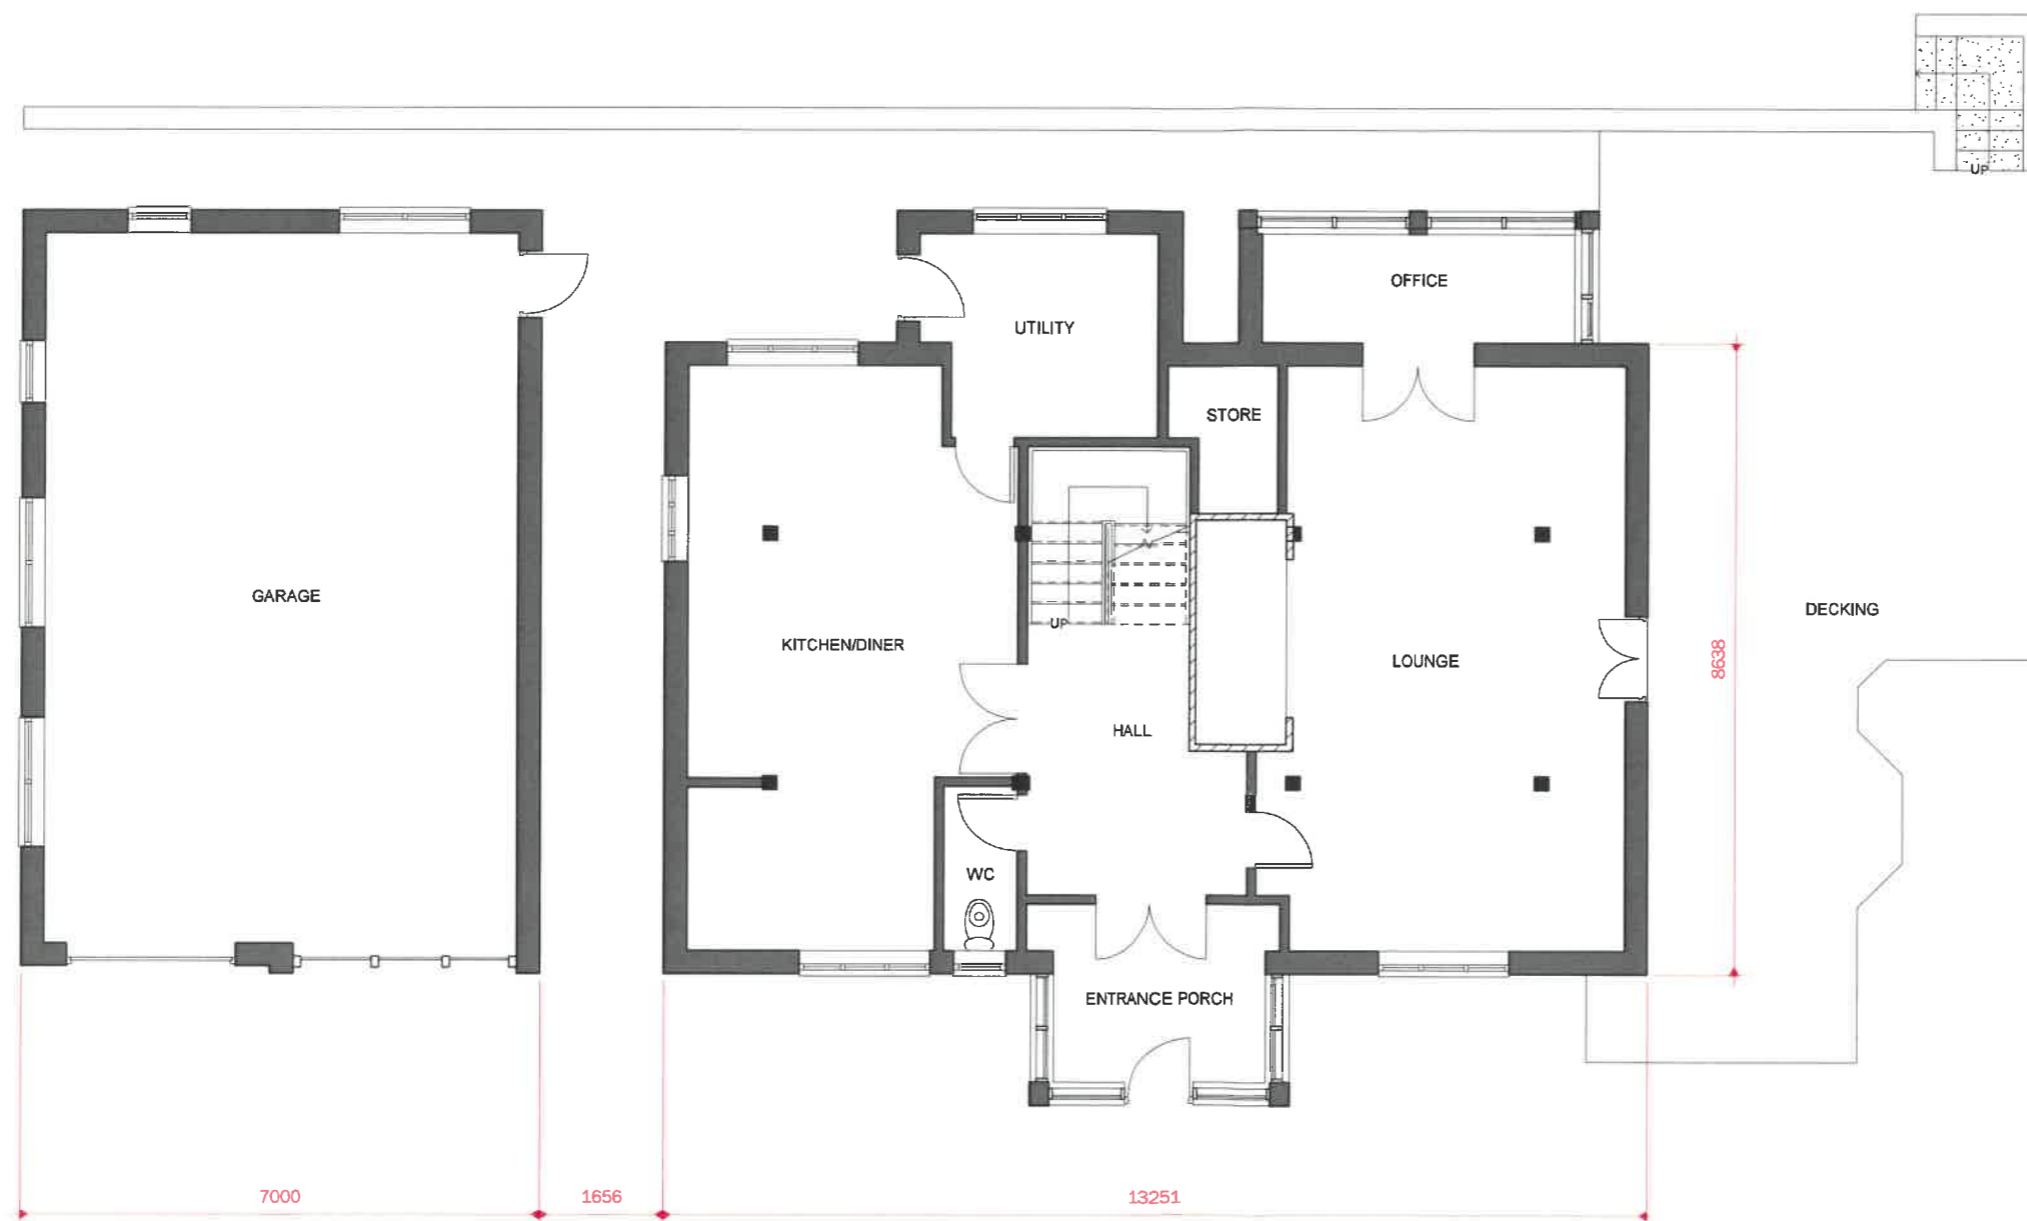 UP
OFFICE
UTILITY
STORE
GARAGE
DECKING
UP
KITCHEN/DINER
LOUNGE
8638
HALL
WC
ENTRANCE PORCH
7000
1656
13251